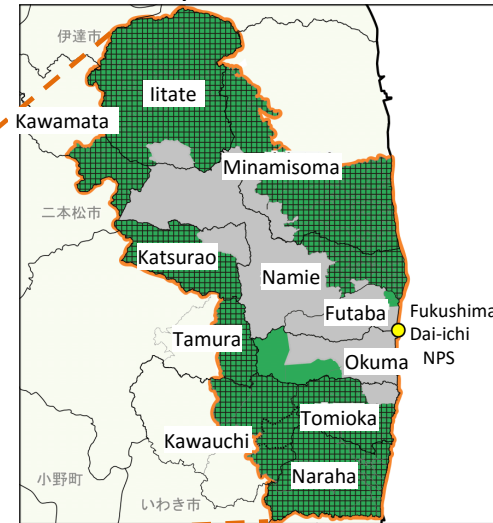 伊達市
Iitate
Kawamata
Minamisoma
二本松市
Katsurao
Namie
Futaba
Fukushima
Dai-ichi
NPS
Tamura
Okuma
Tomioka
Kawauchi
Naraha
小野町
いわき市